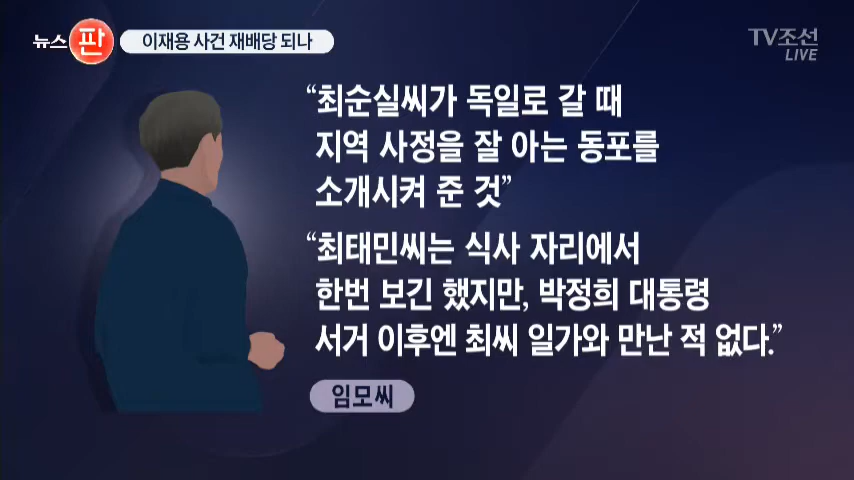 뉴스 판 이재용 사건 재배당 되나
TV조선
LIVE
“최순실씨가 독일로 갈 때
지역 사정을 잘 아는 동포를
소개시켜 준 것”
“최태민씨는 식사 자리에서
한번 보긴 했지만, 박정희 대통령
서거 이후엔 최씨 일가와 만난 적 없다.”
임모씨